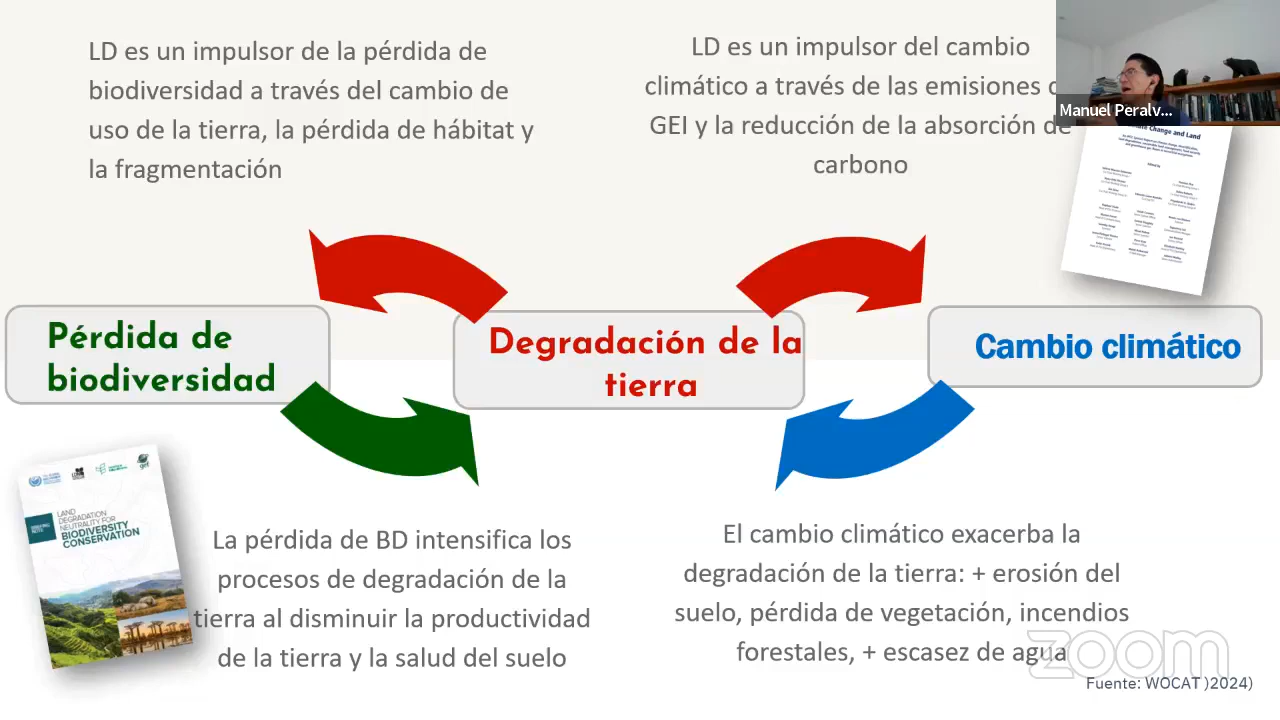 LD es un impulsor de la pérdida de
biodiversidad a través del cambio de
uso de la tierra, la pérdida de hábitat y
la fragmentación
LD es un impulsor del cambio
climático a través de las emisiones
GEI y la reducción de la absorción de
carbono
Manuel Peralv...
Change and Land
Pérdida de
biodiversidad
Degradación de la
tierra
Cambio climático
gef
LAND
DEGRADATION
NEUTRALITY FOR
BIODIVERSITY
CONSERVATION
La pérdida de BD intensifica los
procesos de degradación de la
tierra al disminuir la productividad
de la tierra y la salud del suelo
El cambio climático exacerba la
degradación de la tierra: + erosión del
suelo, pérdida de vegetación, incendios
forestales, + escasez de agua
zoom
Fuente: WOCAT )2024)